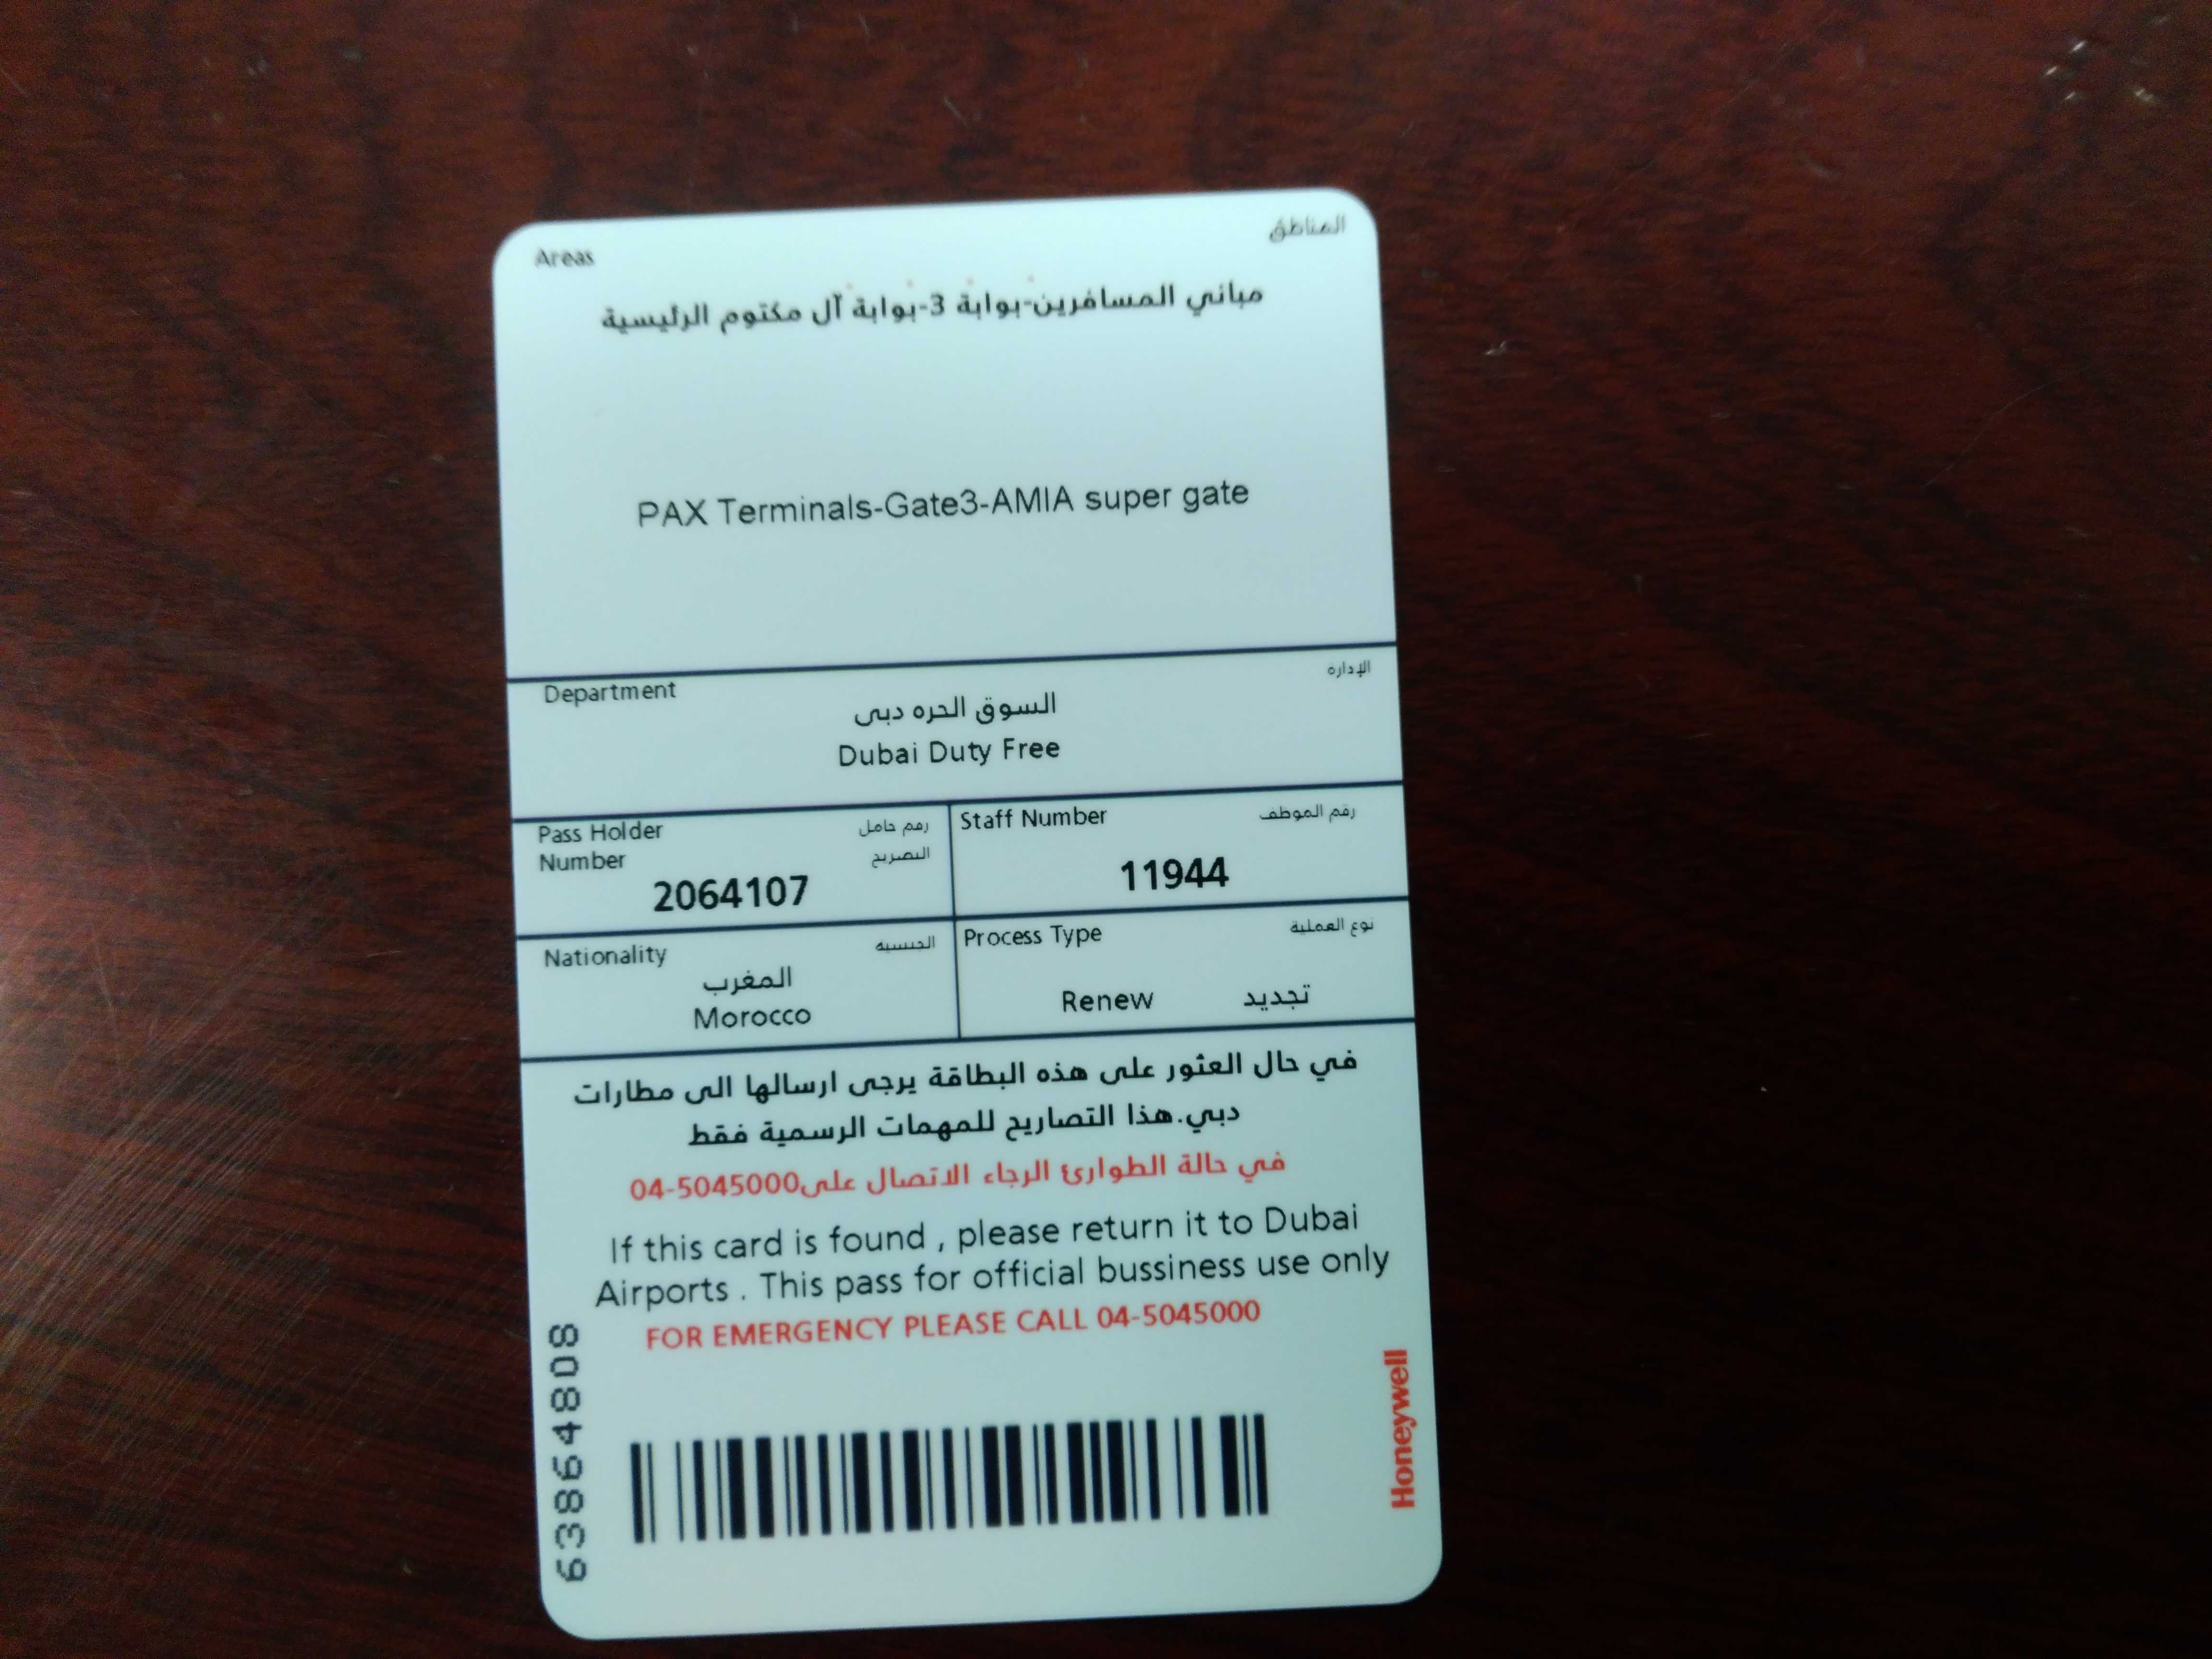 Areas المناطق
مباني المسافرين-بوابة 3-بوابة آل مكتوم الرئيسية
PAX Terminals-Gate3-AMIA super gate
Department الإدارة
السوق الحره دبى
Dubai Duty Free
Pass Holder رقم حامل
Number التصريح
2064107
Staff Number رقم الموظف
11944
Nationality الجنسية
المغرب
Morocco
Process Type نوع العملية
Renew تجديد
في حال العثور على هذه البطاقة يرجى ارسالها الى مطارات
دبي.هذا التصاريح للمهمات الرسمية فقط
في حالة الطوارئ الرجاء الاتصال على04-5045000
If this card is found , please return it to Dubai
Airports . This pass for official bussiness use only
FOR EMERGENCY PLEASE CALL 04-5045000
63864808
Honeywell